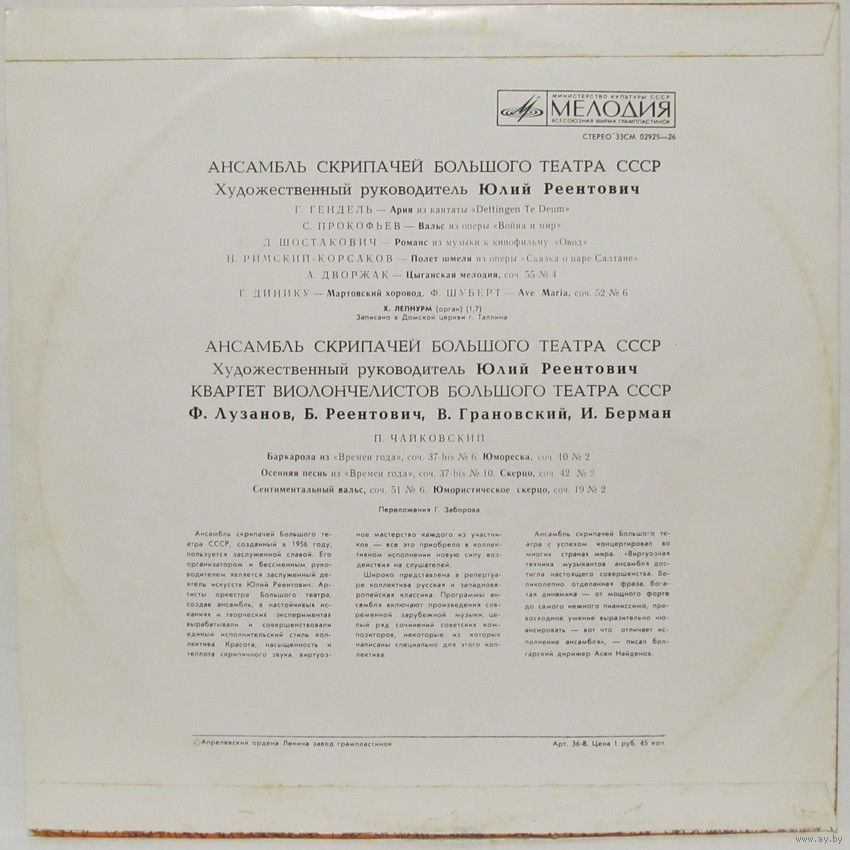 МИНИСТЕРСТВО КУЛЬТУРЫ СССР
МЕЛОДИЯ
ВСЕСОЮЗНАЯ ФИРМА ГРАМПЛАСТИНОК
СТЕРЕО 33СМ 02925—26
АНСАМБЛЬ СКРИПАЧЕЙ БОЛЬШОГО ТЕАТРА СССР
Художественный руководитель Юлий Реентович
Г. ГЕНДЕЛЬ — Ария из кантаты «Dettingen Te Deum»
С. ПРОКОФЬЕВ — Вальс из оперы «Война и мир»
Д. ШОСТАКОВИЧ — Романс из музыки к кинофильму «Овод»
Н. РИМСКИЙ-КОРСАКОВ — Полет шмеля из оперы «Сказка о царе Салтане»
А. ДВОРЖАК — Цыганская мелодия, соч. 55 № 4
Г. ДИНИКУ — Мартовский хоровод. Ф. ШУБЕРТ — Ave Maria, соч. 52 № 6
Х. ЛЕПНУРМ (орган) (1,7)
Записано в Домской церкви г. Таллина
АНСАМБЛЬ СКРИПАЧЕЙ БОЛЬШОГО ТЕАТРА СССР
Художественный руководитель Юлий Реентович
КВАРТЕТ ВИОЛОНЧЕЛИСТОВ БОЛЬШОГО ТЕАТРА СССР
Ф. Лузанов, Б. Реентович, В. Грановский, И. Берман
П. ЧАЙКОВСКИЙ
Баркарола из «Времен года», соч. 37-bis № 6. Юмореска, соч. 10 № 2
Осенняя песнь из «Времен года», соч. 37-bis № 10. Скерцо, соч. 42 № 2
Сентиментальный вальс, соч. 51 № 6. Юмористическое скерцо, соч. 19 № 2
Переложения Г. Заборова
Ансамбль скрипачей Большого те-
атра СССР, созданный в 1956 году,
пользуется заслуженной славой. Его
организатором и бессменным руко-
водителем является заслуженный де-
ятель искусств Юлий Реентович. Ар-
тисты оркестра Большого театра,
создав ансамбль, в настойчивых ис-
каниях и творческих экспериментах
вырабатывали и совершенствовали
единый исполнительский стиль кол-
лектива. Красота, насыщенность и
теплота скрипичного звука, виртуоз-
ное мастерство каждого из участни-
ков — все это приобрело в коллек-
тивном исполнении новую силу воз-
действия на слушателей.
Широко представлена в репертуа-
ре коллектива русская и западноев-
ропейская классика. Программы ан-
самбля включают произведения сов-
ременной зарубежной музыки, це-
лый ряд сочинений советских ком-
позиторов, некоторые из которых
написаны специально для этого кол-
лектива.
Ансамбль скрипачей Большого те-
атра с успехом концертировал во
многих странах мира. «Виртуозная
техника музыкантов ансамбля дос-
тигла настоящего совершенства. Ве-
ликолепно отделанная фраза, бога-
тая динамика — от мощного форте
до самого нежного пианиссимо, пре-
восходное умение выразительно ню-
ансировать — вот что отличает ис-
полнение ансамбля», — писал бол-
гарский дирижер Асен Найденов.
©Апрелевский ордена Ленина завод грампластинок
Арт. 36-8. Цена 1 руб. 45 коп.
www.ay.by